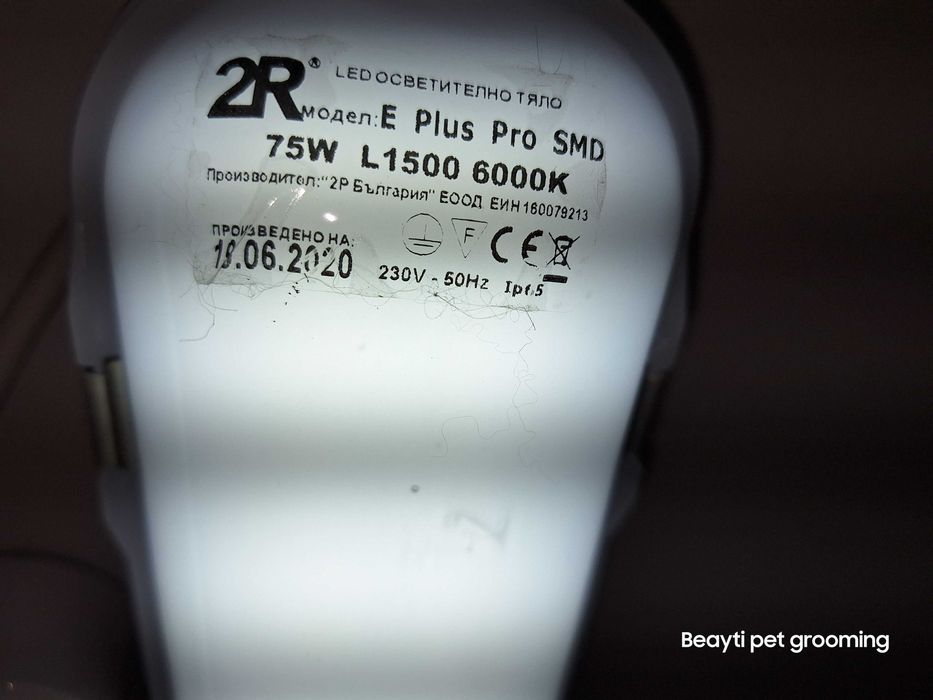 2R® LED ОСВЕТИТЕЛНО ТЯЛО
модел: E Plus Pro SMD
75W L1500 6000K
Производител: "2Р България" ЕООД ЕИН 160079213
ПРОИЗВЕДЕНО НА:
F CE
230V - 50Hz
Beayti pet grooming